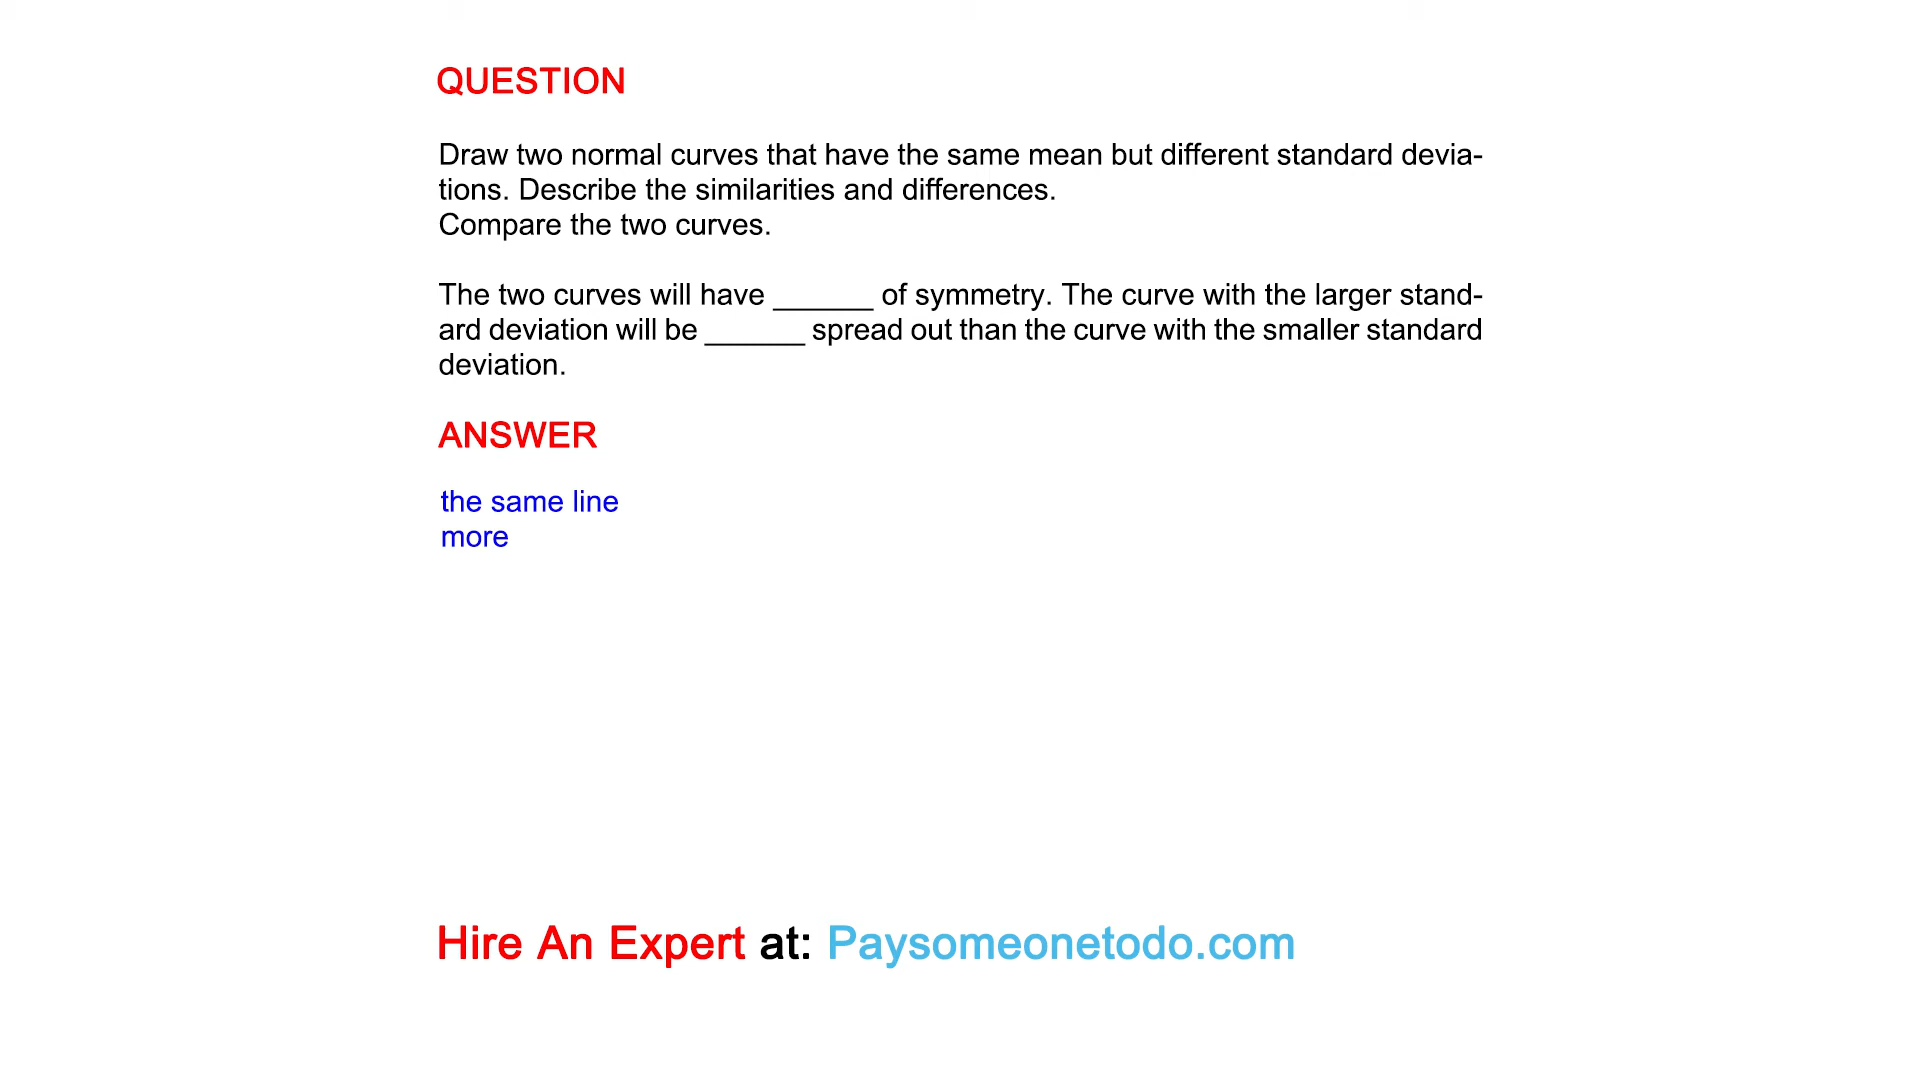 QUESTION
Draw two normal curves that have the same mean but different standard devia-
tions. Describe the similarities and differences.
Compare the two curves.
The two curves will have ______ of symmetry. The curve with the larger stand-
ard deviation will be ______ spread out than the curve with the smaller standard
deviation.
ANSWER
the same line
more
Hire An Expert at: Paysomeonetodo.com